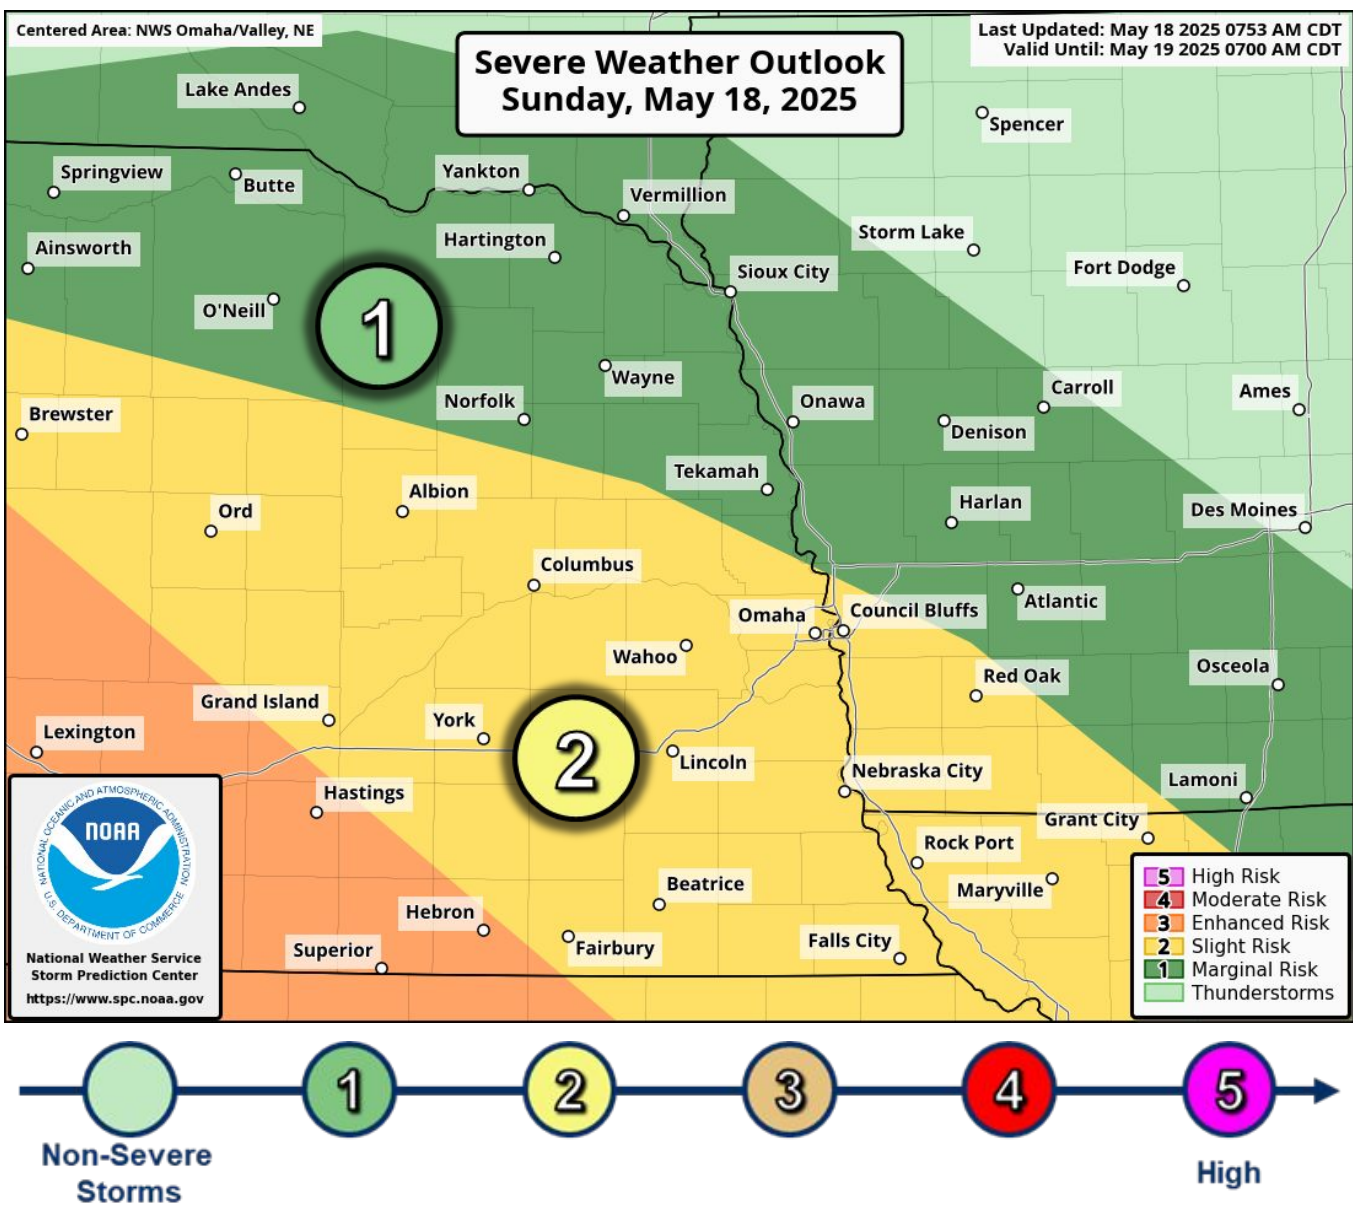 Centered Area: NWS Omaha/Valley, NE
Last Updated: May 18 2025 0753 AM CDT
Valid Until: May 19 2025 0700 AM CDT
Severe Weather Outlook
Sunday, May 18, 2025
Lake Andes
Spencer
Springview
Butte
Yankton
Vermillion
Ainsworth
Hartington
Storm Lake
Sioux City
Fort Dodge
O'Neill
1
Wayne
Norfolk
Onawa
Carroll
Ames
Brewster
Denison
Tekamah
Albion
Ord
Harlan
Des Moines
Columbus
Omaha
Council Bluffs
Atlantic
Wahoo
Red Oak
Osceola
Grand Island
York
Lexington
2
Lincoln
Nebraska City
Lamoni
Hastings
Grant City
Rock Port
Beatrice
Maryville
Hebron
Superior
Fairbury
Falls City
NATIONAL OCEANIC AND ATMOSPHERIC ADMINISTRATION
NOAA
U.S. DEPARTMENT OF COMMERCE
National Weather Service
Storm Prediction Center
https://www.spc.noaa.gov
5 High Risk
4 Moderate Risk
3 Enhanced Risk
2 Slight Risk
1 Marginal Risk
Thunderstorms
1 2 3 4 5
Non-Severe
Storms
High